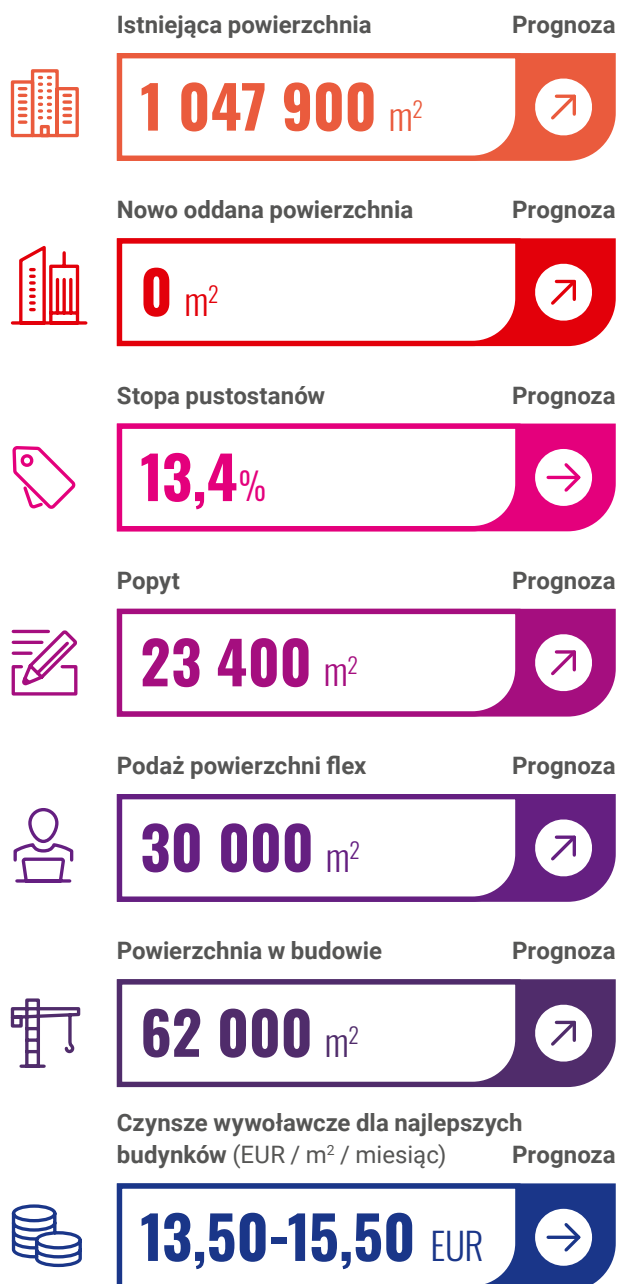 Istniejąca powierzchnia Prognoza
1 047 900 m²
Nowo oddana powierzchnia Prognoza
0 m²
Stopa pustostanów Prognoza
13,4%
Popyt Prognoza
23 400 m²
Podaż powierzchni flex Prognoza
30 000 m²
Powierzchnia w budowie Prognoza
62 000 m²
Czynsze wywoławcze dla najlepszych
budynków (EUR / m² / miesiąc) Prognoza
13,50-15,50 EUR